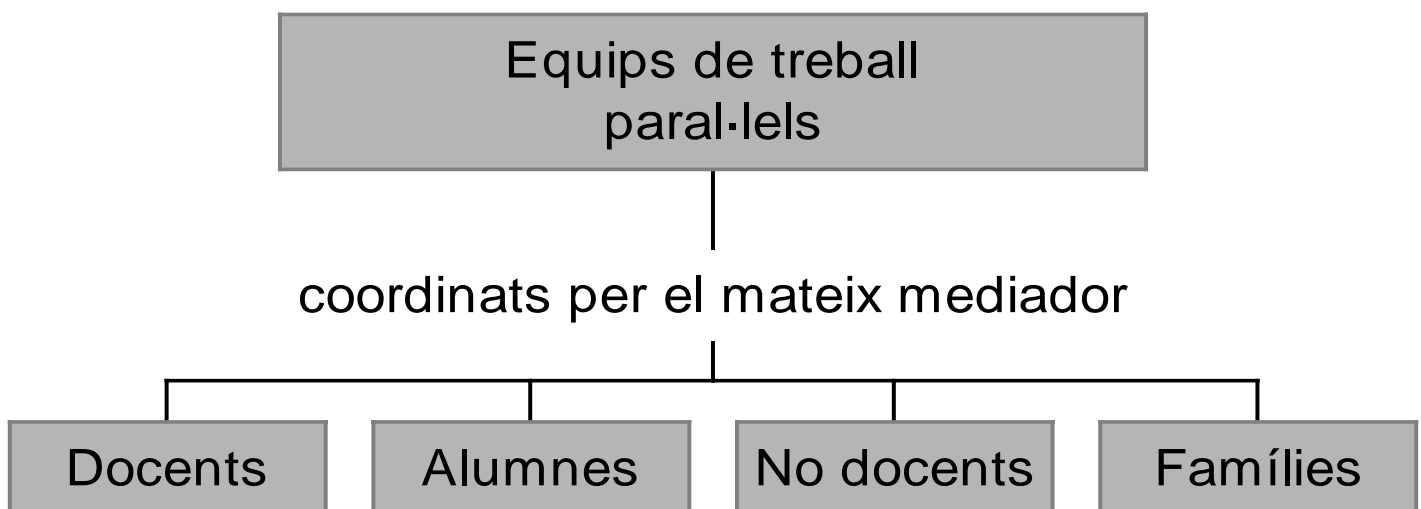 Equips de treball
paral·lels
coordinats per el mateix mediador
Docents
Alumnes
No docents
Famílies